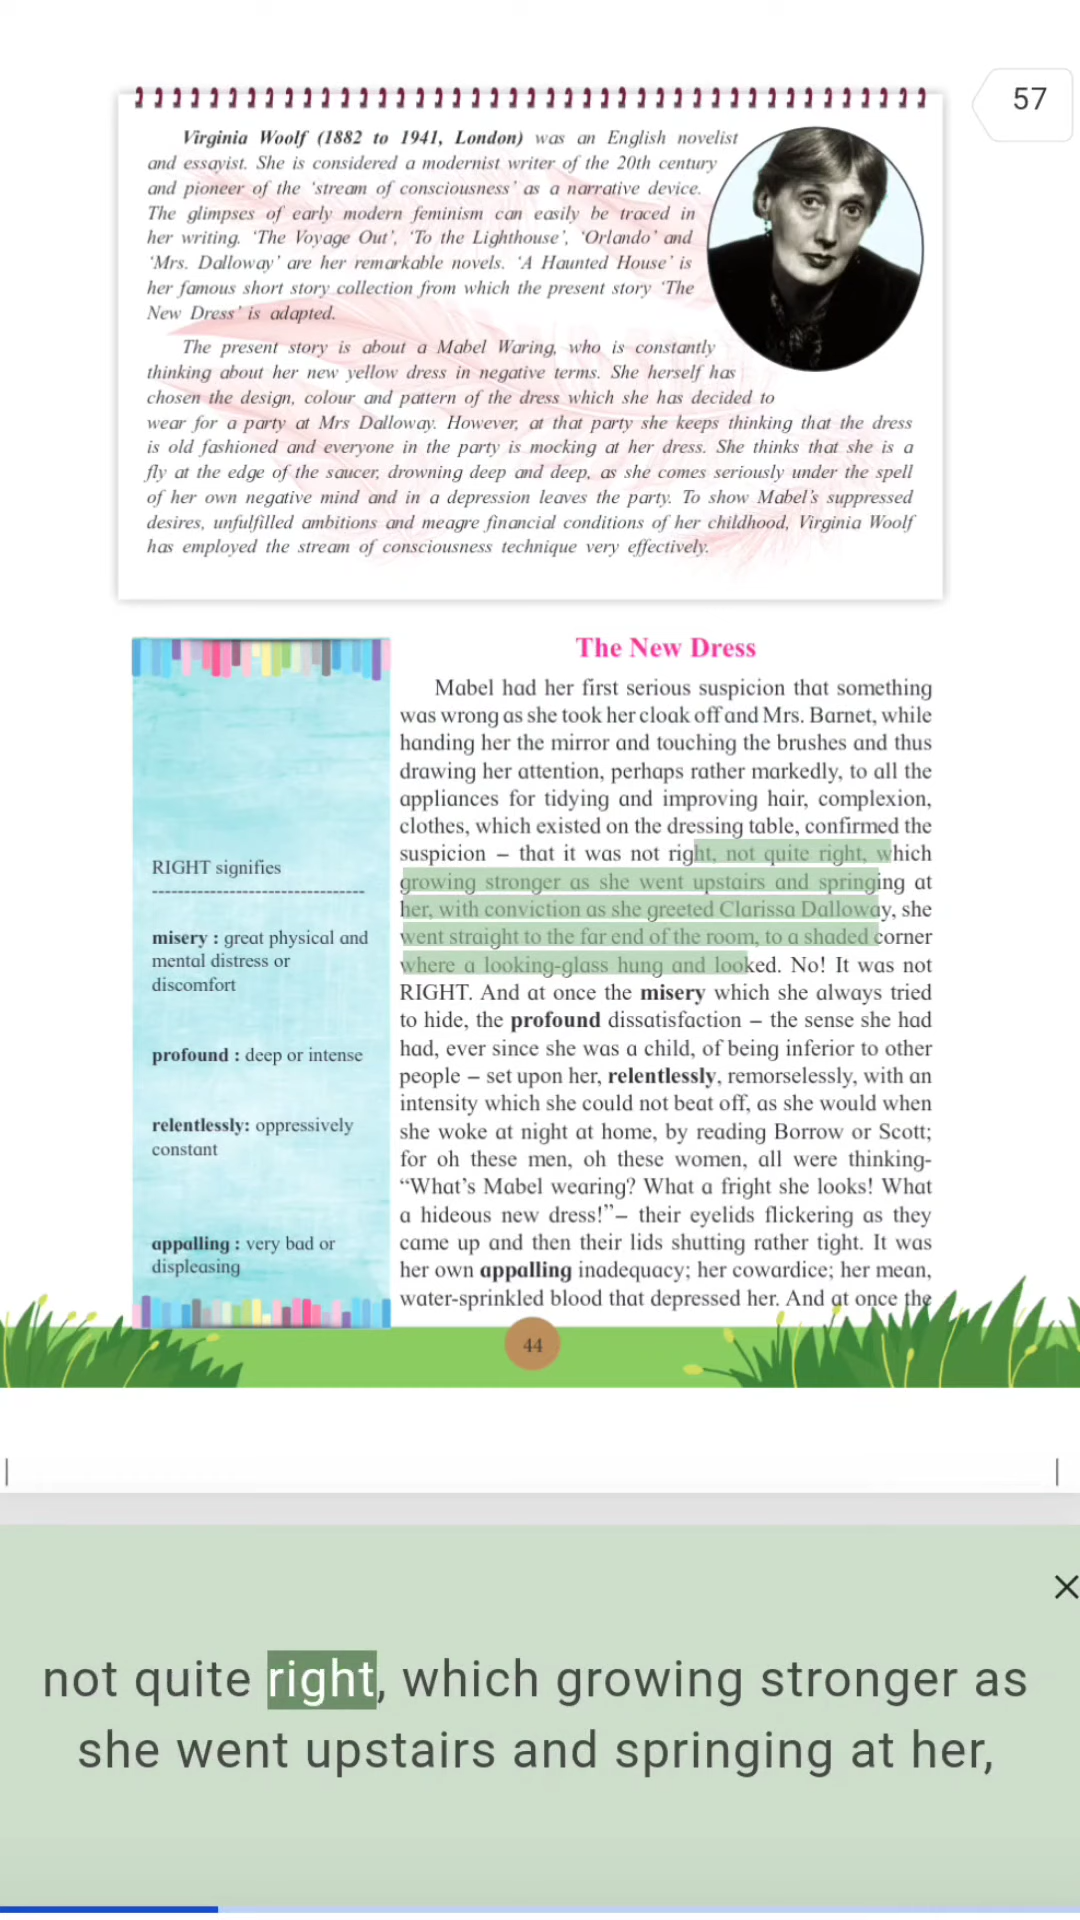 57
Virginia Woolf (1882 to 1941, London) was an English novelist
and essayist. She is considered a modernist writer of the 20th century
and pioneer of the ‘stream of consciousness’ as a narrative device.
The glimpses of early modern feminism can easily be traced in
her writing. ‘The Voyage Out’, ‘To the Lighthouse’, ‘Orlando’ and
‘Mrs. Dalloway’ are her remarkable novels. ‘A Haunted House’ is
her famous short story collection from which the present story ‘The
New Dress’ is adapted.
The present story is about a Mabel Waring, who is constantly
thinking about her new yellow dress in negative terms. She herself has
chosen the design, colour and pattern of the dress which she has decided to
wear for a party at Mrs Dalloway. However, at that party she keeps thinking that the dress
is old fashioned and everyone in the party is mocking at her dress. She thinks that she is a
fly at the edge of the saucer, drowning deep and deep, as she comes seriously under the spell
of her own negative mind and in a depression leaves the party. To show Mabel’s suppressed
desires, unfulfilled ambitions and meagre financial conditions of her childhood, Virginia Woolf
has employed the stream of consciousness technique very effectively.
RIGHT signifies
---------------------------------
misery : great physical and
mental distress or
discomfort
profound : deep or intense
relentlessly: oppressively
constant
appalling : very bad or
displeasing
The New Dress
Mabel had her first serious suspicion that something
was wrong as she took her cloak off and Mrs. Barnet, while
handing her the mirror and touching the brushes and thus
drawing her attention, perhaps rather markedly, to all the
appliances for tidying and improving hair, complexion,
clothes, which existed on the dressing table, confirmed the
suspicion – that it was not right, not quite right, which
growing stronger as she went upstairs and springing at
her, with conviction as she greeted Clarissa Dalloway, she
went straight to the far end of the room, to a shaded corner
where a looking-glass hung and looked. No! It was not
RIGHT. And at once the misery which she always tried
to hide, the profound dissatisfaction – the sense she had
had, ever since she was a child, of being inferior to other
people – set upon her, relentlessly, remorselessly, with an
intensity which she could not beat off, as she would when
she woke at night at home, by reading Borrow or Scott;
for oh these men, oh these women, all were thinking-
“What’s Mabel wearing? What a fright she looks! What
a hideous new dress!”– their eyelids flickering as they
came up and then their lids shutting rather tight. It was
her own appalling inadequacy; her cowardice; her mean,
water-sprinkled blood that depressed her. And at once the
44
not quite right, which growing stronger as
she went upstairs and springing at her,